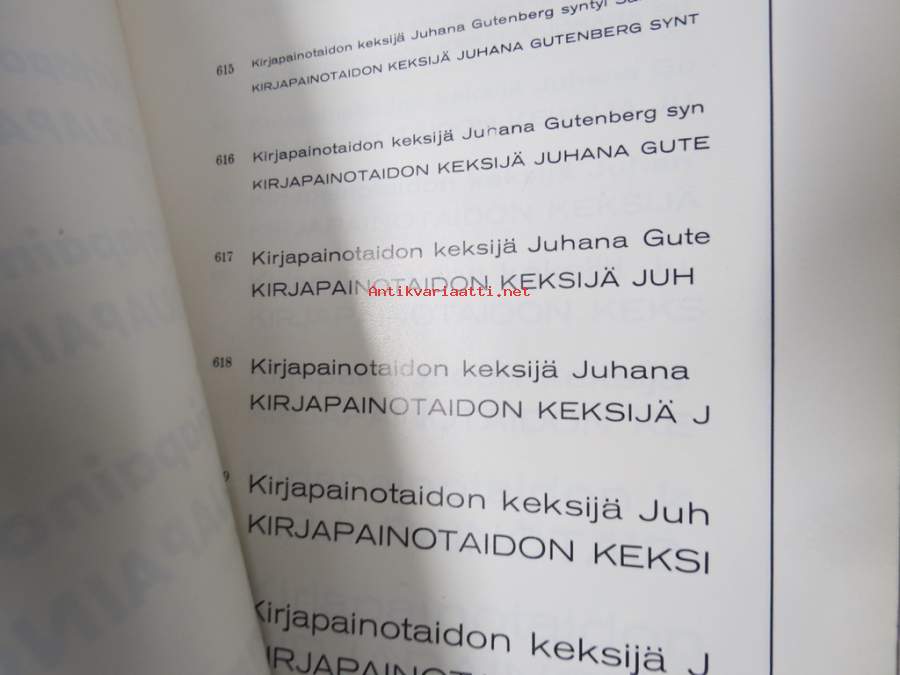 615 Kirjapainotaidon keksijä Juhana Gutenberg syntyi
KIRJAPAINOTAIDON KEKSIJÄ JUHANA GUTENBERG SYNT
616 Kirjapainotaidon keksijä Juhana Gutenberg syn
KIRJAPAINOTAIDON KEKSIJÄ JUHANA GUTE
617 Kirjapainotaidon keksijä Juhana Gute
KIRJAPAINOTAIDON KEKSIJÄ JUH
Antikvariaatti.net
618 Kirjapainotaidon keksijä Juhana
KIRJAPAINOTAIDON KEKSIJÄ J
9 Kirjapainotaidon keksijä Juh
KIRJAPAINOTAIDON KEKSI
Kirjapainotaidon keksijä J